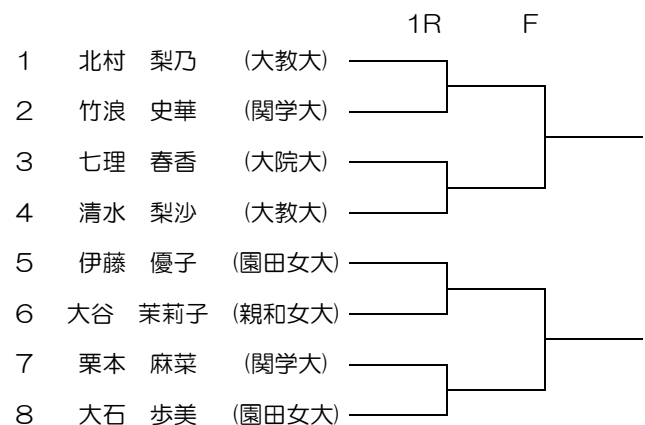 1R F
1 北村 梨乃 (大教大)
2 竹浪 史華 (関学大)
3 七理 春香 (大院大)
4 清水 梨沙 (大教大)
5 伊藤 優子 (園田女大)
6 大谷 茉莉子 (親和女大)
7 栗本 麻菜 (関学大)
8 大石 歩美 (園田女大)